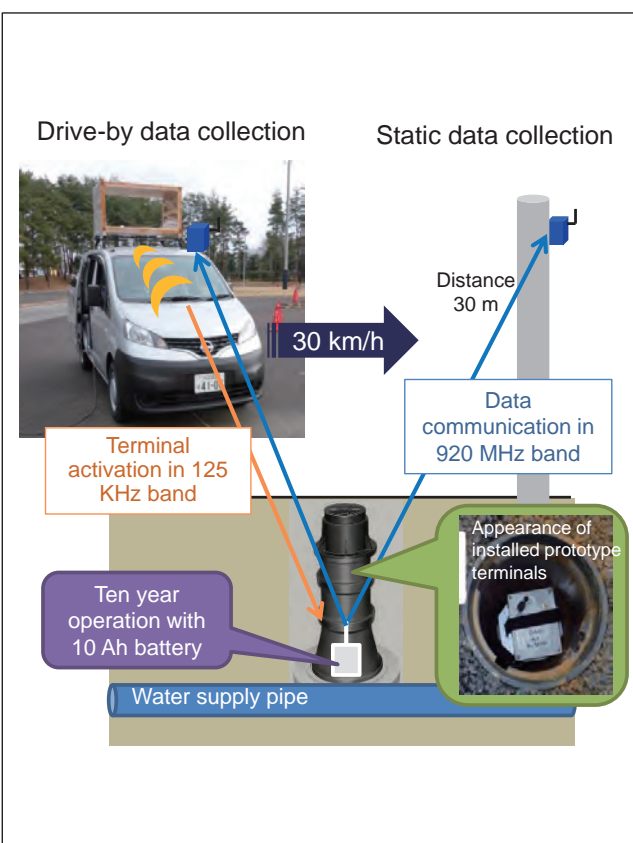 Drive-by data collection
Static data collection
Distance
30 m
30 km/h
Data
communication in
920 MHz band
Terminal
activation in 125
KHz band
Appearance of
installed prototype
terminals
Ten year
operation with
10 Ah battery
Water supply pipe